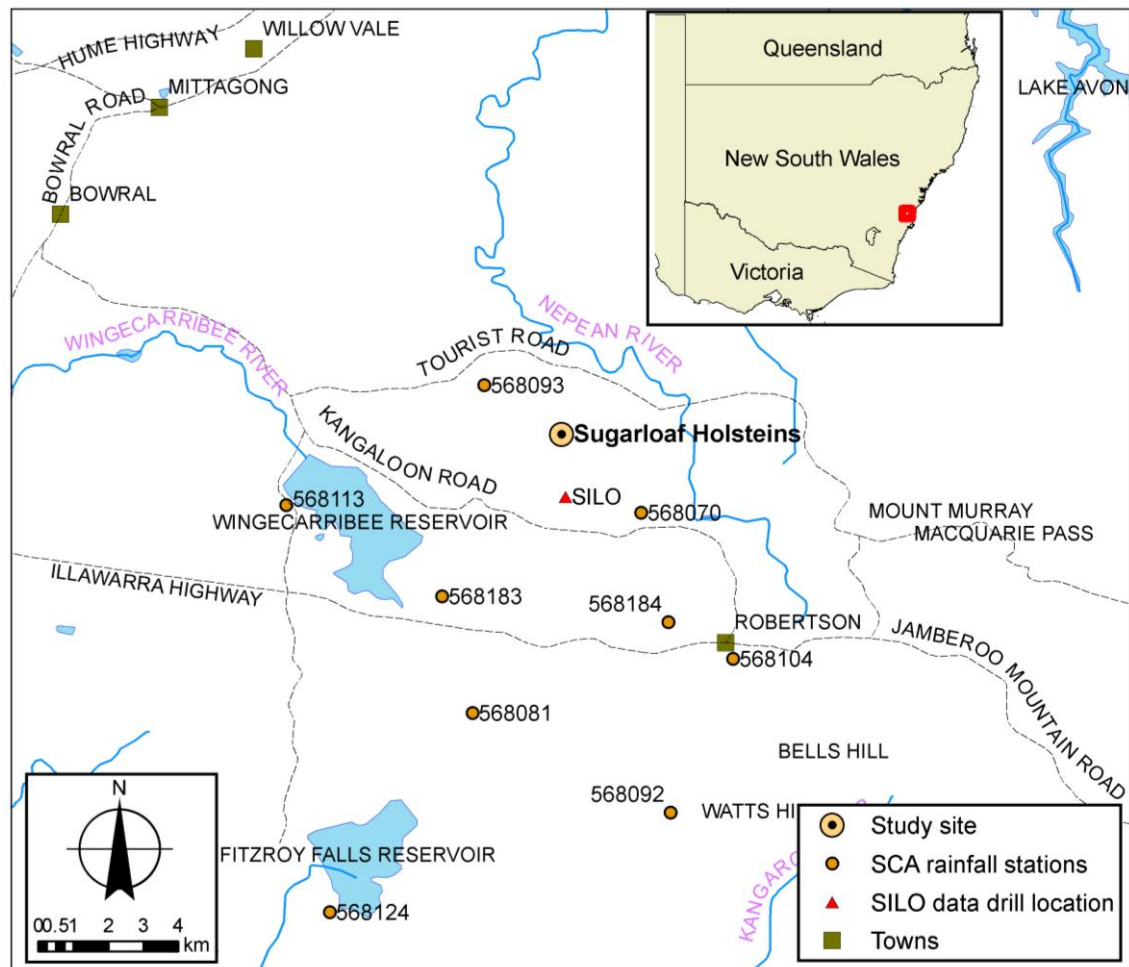 HUME HIGHWAY
WILLOW VALE
MITTAGONG
BOWRAL ROAD
BOWRAL
LAKE AVON
Queensland
New South Wales
Victoria
WINGECARRIBEE RIVER
NEPEAN RIVER
TOURIST ROAD
568093
Sugarloaf Holsteins
KANGALOON ROAD
568113
SILO
568070
WINGECARRIBEE RESERVOIR
MOUNT MURRAY
MACQUARIE PASS
ILLAWARRA HIGHWAY
568183
568184
ROBERTSON
568104
JAMBEROO MOUNTAIN ROAD
568081
BELLS HILL
568092
WATTS HI
KANGARO
FITZROY FALLS RESERVOIR
568124
N
0 0.5 1 2 3 4
km
Study site
SCA rainfall stations
SILO data drill location
Towns